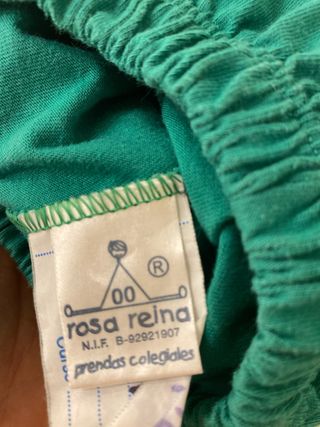 ®
00
rosa reina
N.I.F. B-92921907
prendas colegiales